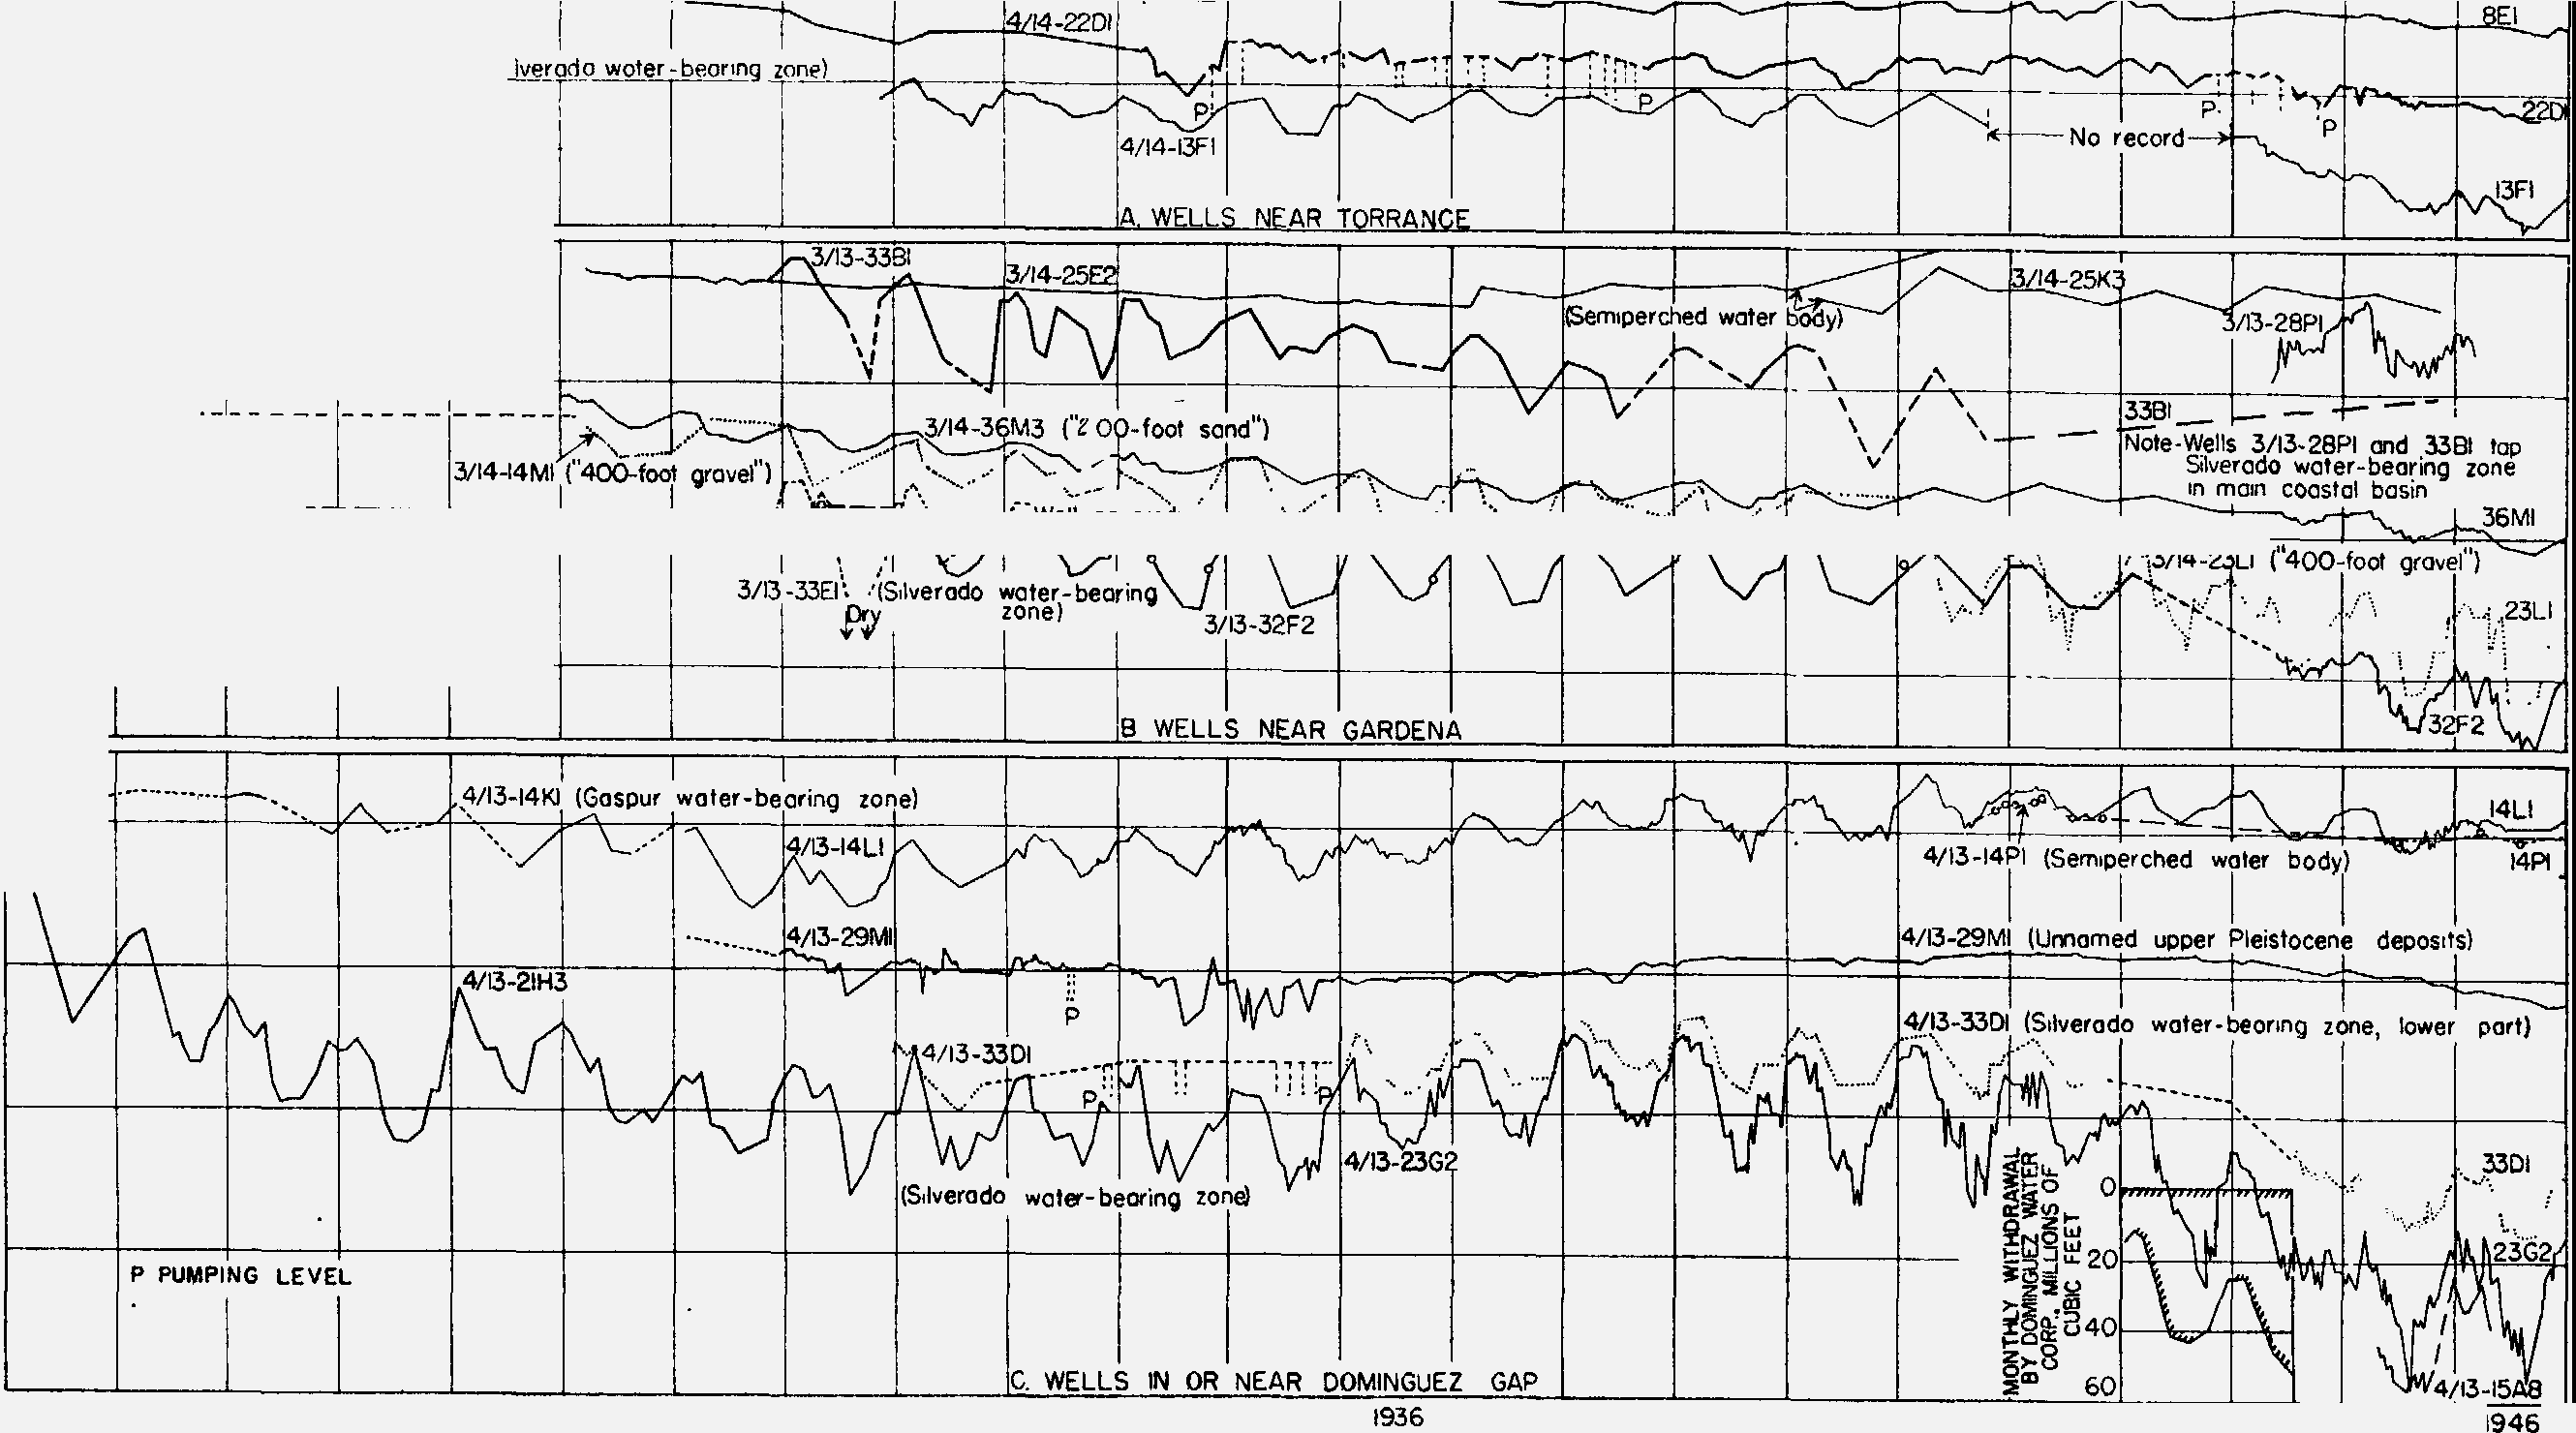 4/14-22D1
8E1
lverado water-bearing zone)
P
P
P
P
22D1
4/14-13F1
No record
13F1
A. WELLS NEAR TORRANCE
3/13-33B1
3/14-25E2
3/14-25K3
(Semiperched water body)
3/13-28P1
33B1
3/14-36M3 ("200-foot sand")
Note-Wells 3/13-28P1 and 33B1 tap
Silverado water-bearing zone
in main coastal basin
3/14-14M1 ("400-foot gravel")
36M1
3/14-23L1 ("400-foot gravel")
3/13-33E1
(Silverado water-bearing
zone)
Dry
3/13-32F2
23L1
32F2
B WELLS NEAR GARDENA
4/13-14K1 (Gaspur water-bearing zone)
14L1
4/13-14L1
4/13-14P1 (Semiperched water body)
14P1
4/13-29M1
4/13-29M1 (Unnamed upper Pleistocene deposits)
4/13-21H3
P
4/13-33D1
4/13-33D1 (Silverado water-bearing zone, lower part)
P
P
4/13-23G2
33D1
(Silverado water-bearing zone)
MONTHLY WITHDRAWAL
BY DOMINGUEZ WATER
CORP., MILLIONS OF
CUBIC FEET
0
20
40
60
23G2
P PUMPING LEVEL
C. WELLS IN OR NEAR DOMINGUEZ GAP
4/13-15A8
1936
1946